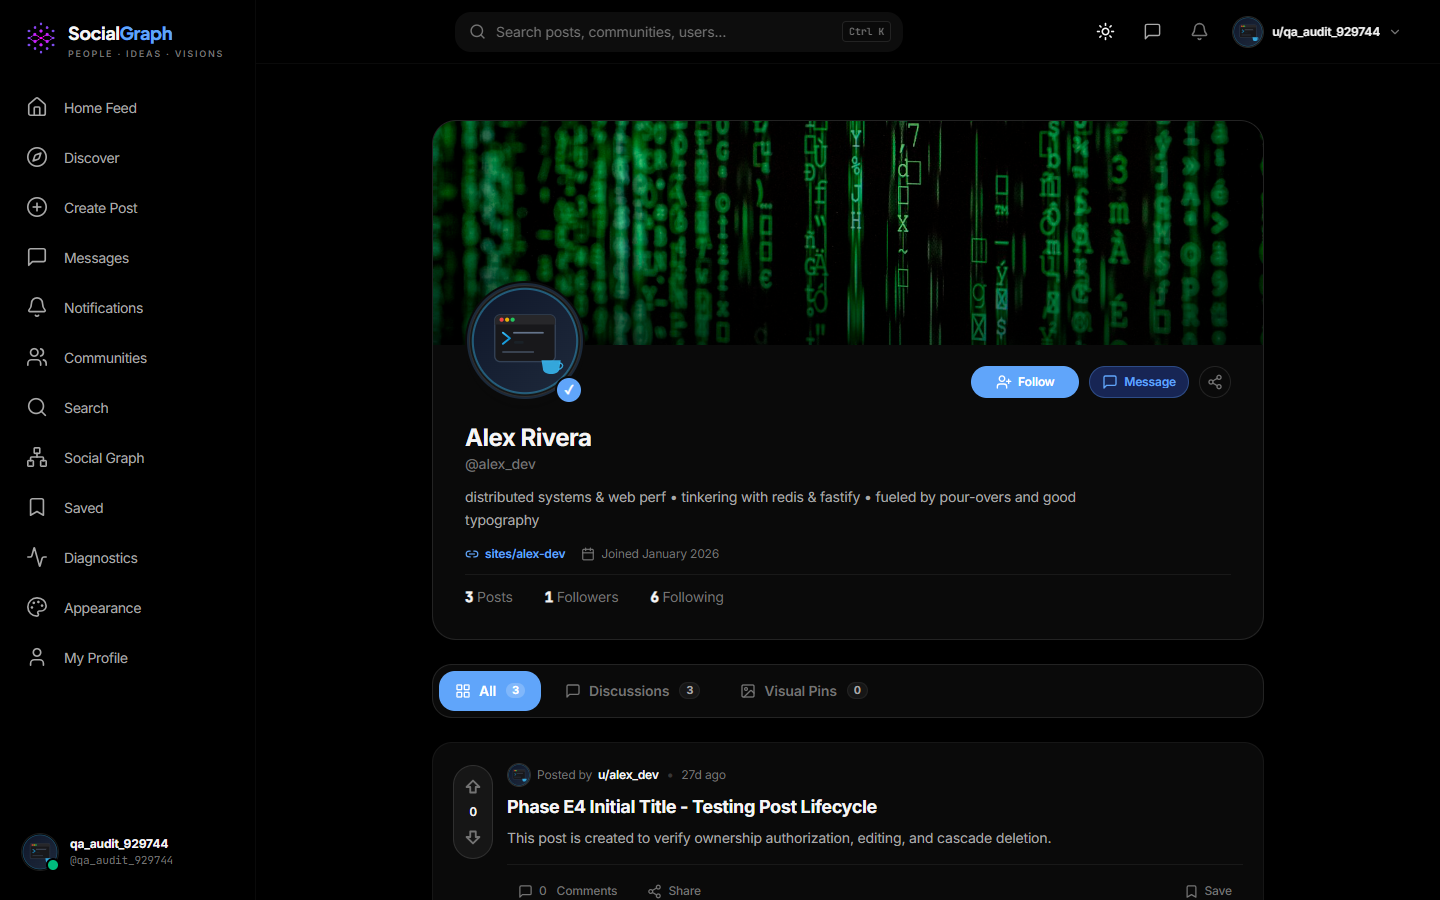 SocialGraph
PEOPLE · IDEAS · VISIONS
Search posts, communities, users...
Ctrl K
u/qa_audit_929744
Home Feed
Discover
Create Post
Messages
Notifications
Communities
Search
Social Graph
Saved
Diagnostics
Appearance
My Profile
qa_audit_929744
@qa_audit_929744
Follow
Message
Alex Rivera
@alex_dev
distributed systems & web perf • tinkering with redis & fastify • fueled by pour-overs and good
typography
sites/alex-dev
Joined January 2026
3 Posts
1 Followers
6 Following
All 3
Discussions 3
Visual Pins 0
Posted by u/alex_dev • 27d ago
0
Phase E4 Initial Title - Testing Post Lifecycle
This post is created to verify ownership authorization, editing, and cascade deletion.
0 Comments
Share
Save